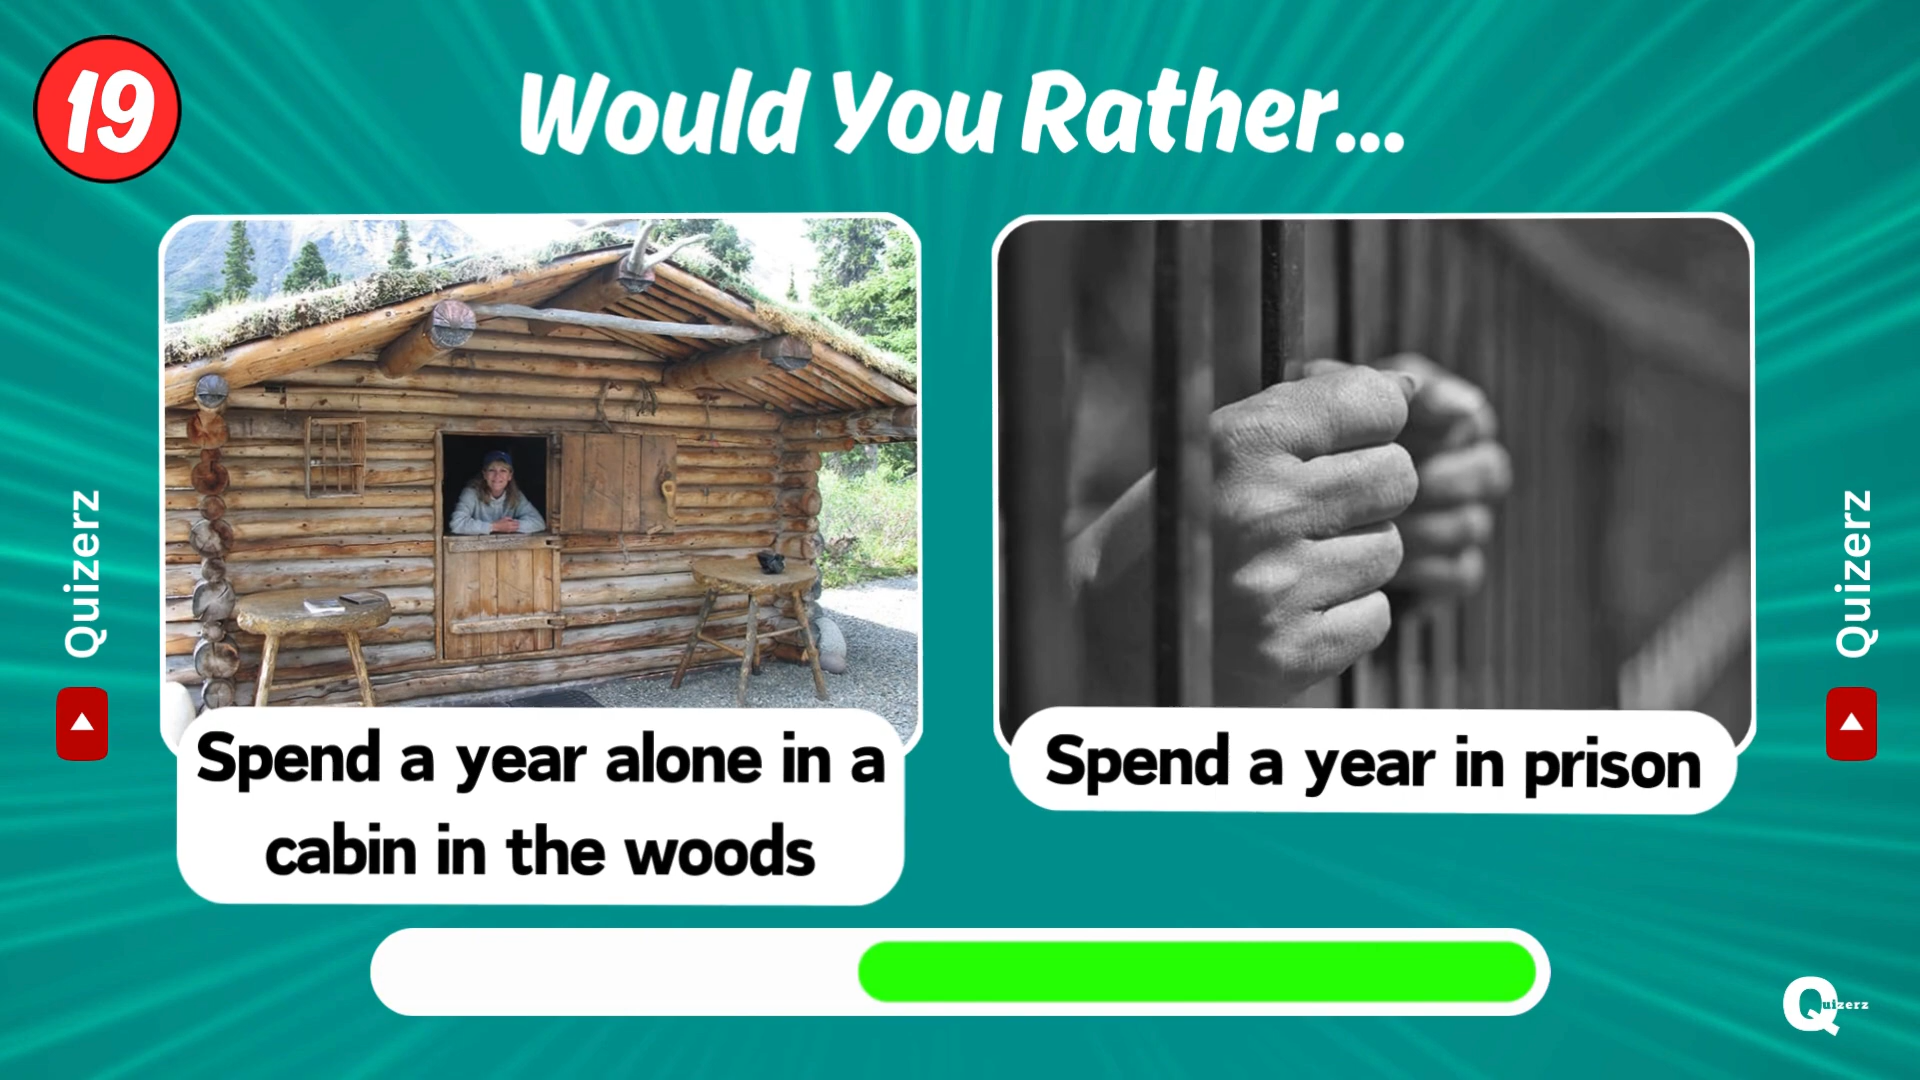 19
Would You Rather...
Quizerz
Spend a year alone in a
cabin in the woods
Spend a year in prison
Quizerz
Quizerz